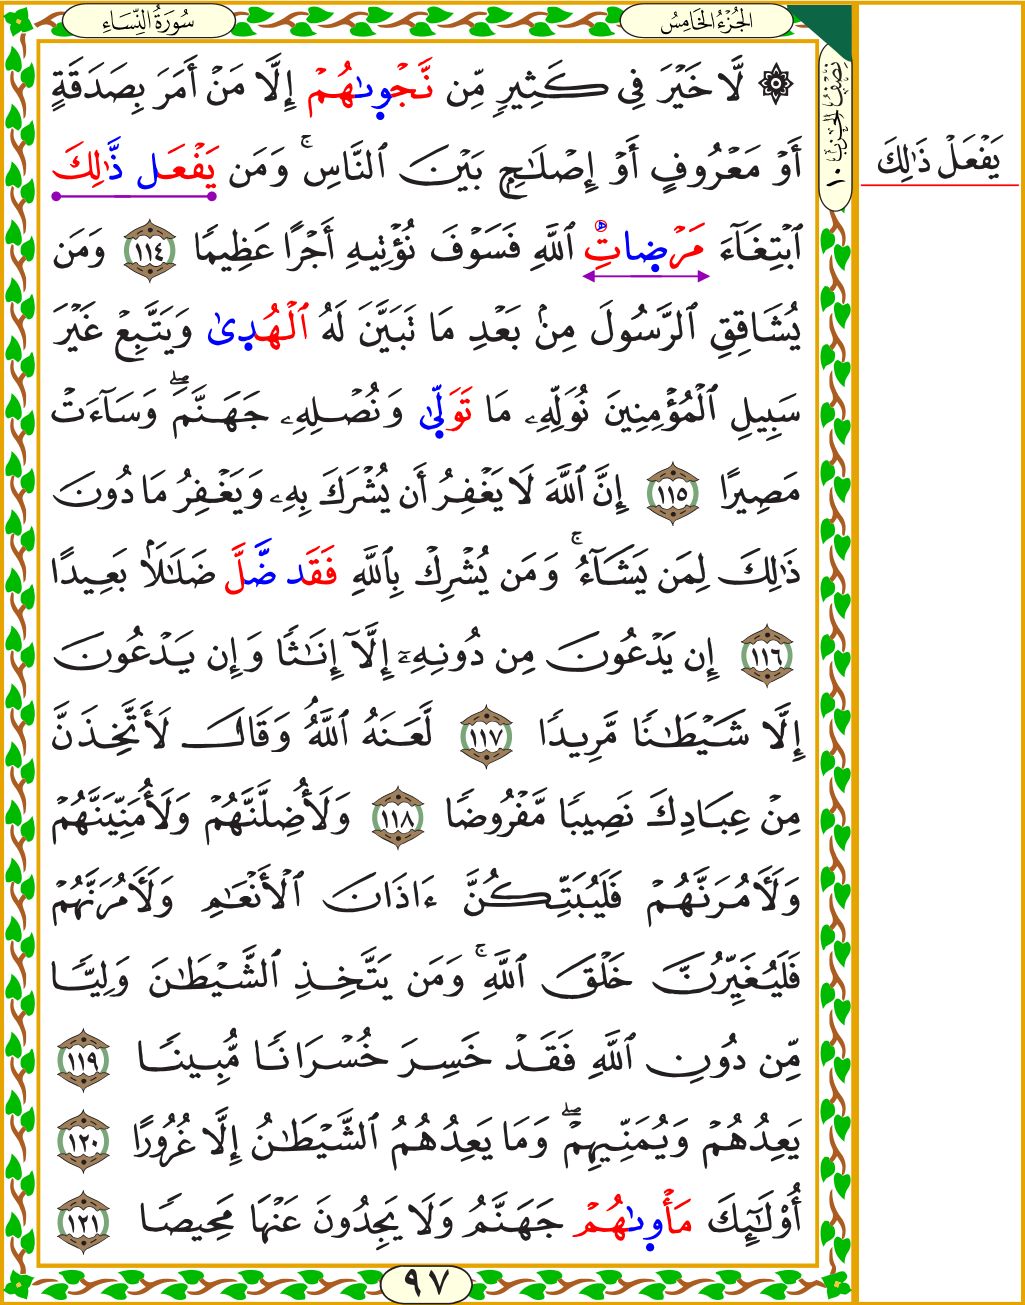 سُورَةُ النِّسَاءِ
الجُزْءُ الخَامِسُ
نِصْفُ الحِزْبِ ١٠
۞ لَّا خَيْرَ فِى كَثِيرٍ مِّن نَّجْوىٰهُمْ إِلَّا مَنْ أَمَرَ بِصَدَقَةٍ
أَوْ مَعْرُوفٍ أَوْ إِصْلَٰحٍ بَيْنَ ٱلنَّاسِ ۚ وَمَن يَفْعَل ذَّٰلِكَ
يَفْعَلْ ذَٰلِكَ
ٱبْتِغَآءَ مَرْضِاتِ ٱللَّهِ فَسَوْفَ نُؤْتِيهِ أَجْرًا عَظِيمًا ١١٤ وَمَن
يُشَاقِقِ ٱلرَّسُولَ مِنۢ بَعْدِ مَا تَبَيَّنَ لَهُ ٱلْهُدىٰ وَيَتَّبِعْ غَيْرَ
سَبِيلِ ٱلْمُؤْمِنِينَ نُوَلِّهِۦ مَا تَوَلّىٰ وَنُصْلِهِۦ جَهَنَّمَ ۖ وَسَآءَتْ
مَصِيرًا ١١٥ إِنَّ ٱللَّهَ لَا يَغْفِرُ أَن يُشْرَكَ بِهِۦ وَيَغْفِرُ مَا دُونَ
ذَٰلِكَ لِمَن يَشَآءُ ۚ وَمَن يُشْرِكْ بِٱللَّهِ فَقَد ضَّلَّ ضَلَٰلًۢا بَعِيدًا
١١٦ إِن يَدْعُونَ مِن دُونِهِۦٓ إِلَّآ إِنَٰثًا وَإِن يَدْعُونَ
إِلَّا شَيْطَٰنًا مَّرِيدًا ١١٧ لَّعَنَهُ ٱللَّهُ وَقَالَ لَأَتَّخِذَنَّ
مِنْ عِبَادِكَ نَصِيبًا مَّفْرُوضًا ١١٨ وَلَأُضِلَّنَّهُمْ وَلَأُمَنِّيَنَّهُمْ
وَلَءَامُرَنَّهُمْ فَلَيُبَتِّكُنَّ ءَاذَانَ ٱلْأَنْعَٰمِ وَلَءَامُرَنَّهُمْ
فَلَيُغَيِّرُنَّ خَلْقَ ٱللَّهِ ۚ وَمَن يَتَّخِذِ ٱلشَّيْطَٰنَ وَلِيًّا
مِّن دُونِ ٱللَّهِ فَقَدْ خَسِرَ خُسْرَانًا مُّبِينًا ١١٩
يَعِدُهُمْ وَيُمَنِّيهِمْ ۖ وَمَا يَعِدُهُمُ ٱلشَّيْطَٰنُ إِلَّا غُرُورًا ١٢٠
أُو۟لَٰٓئِكَ مَأْوىٰهُمْ جَهَنَّمُ وَلَا يَجِدُونَ عَنْهَا مَحِيصًا ١٢١
٩٧